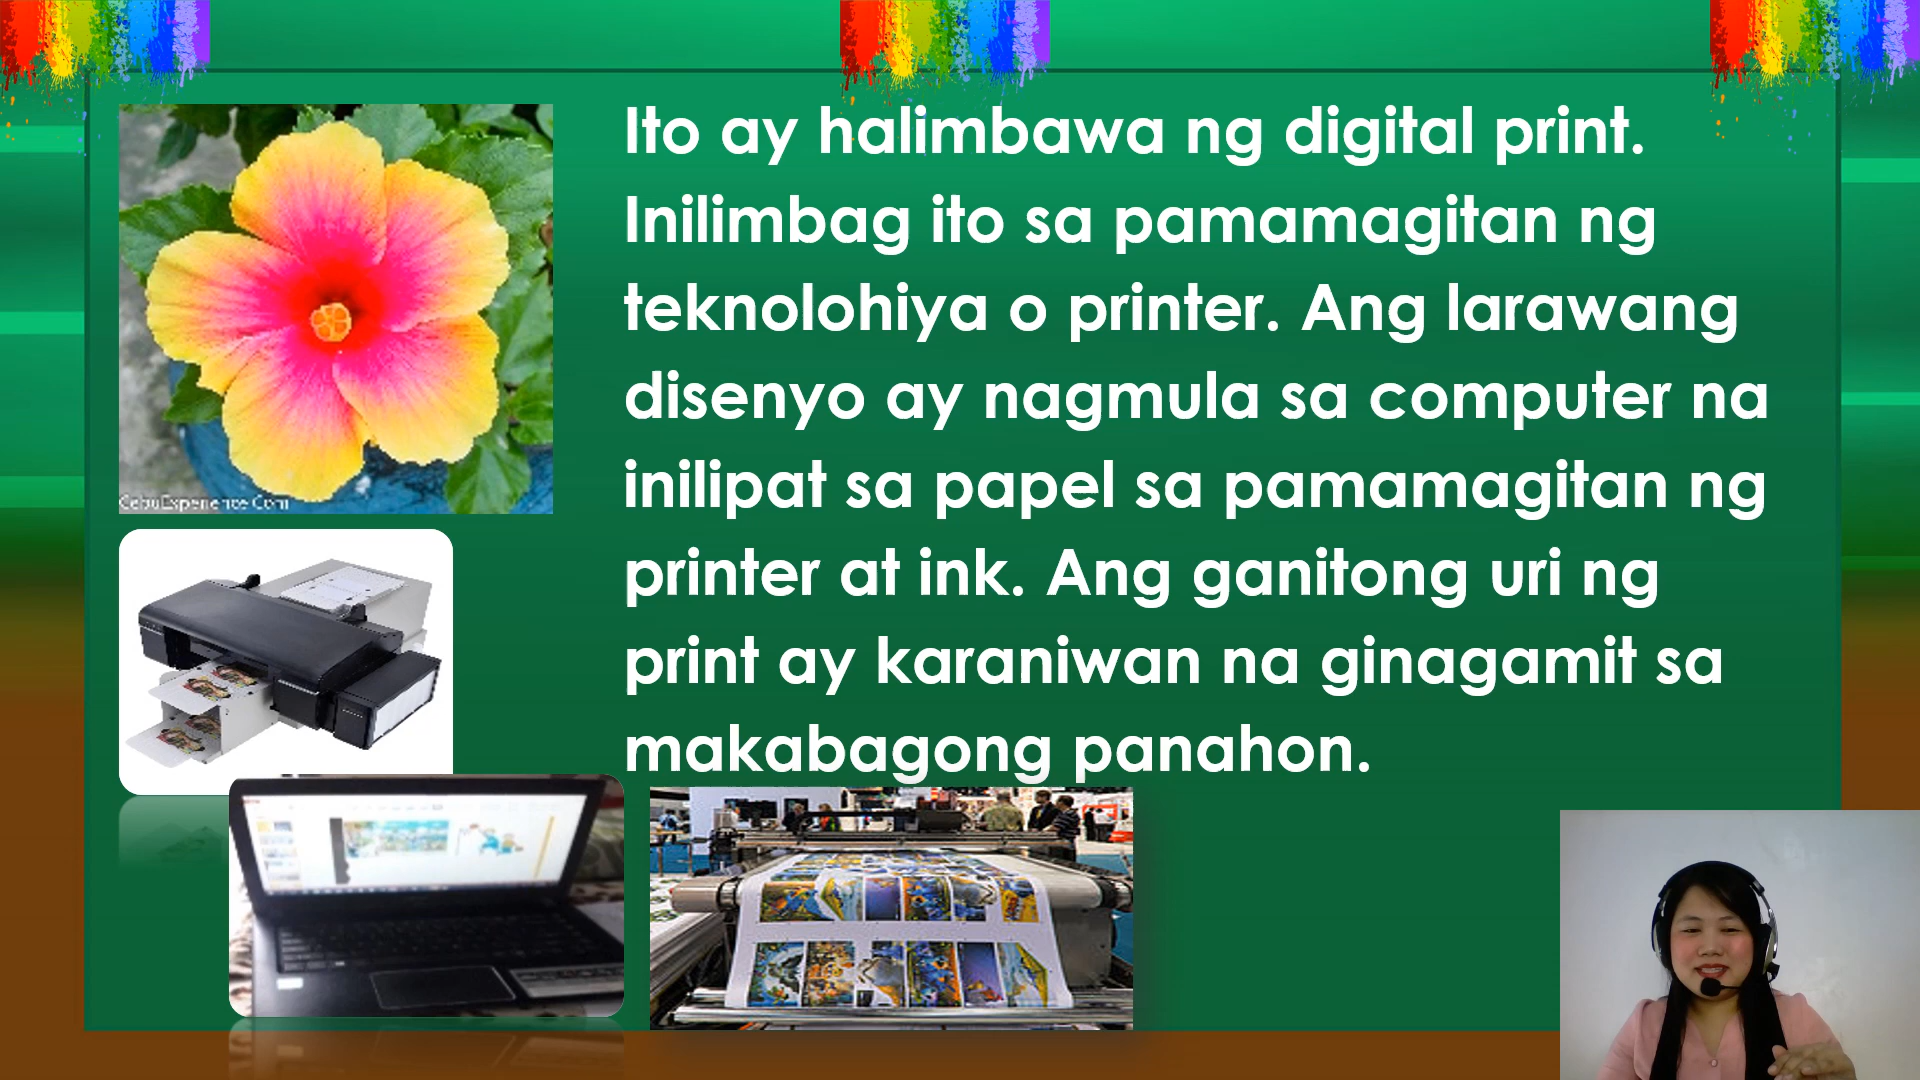 Ito ay halimbawa ng digital print.
Inilimbag ito sa pamamagitan ng
teknolohiya o printer. Ang larawang
disenyo ay nagmula sa computer na
inilipat sa papel sa pamamagitan ng
printer at ink. Ang ganitong uri ng
print ay karaniwan na ginagamit sa
makabagong panahon.
CebuExperience.Com